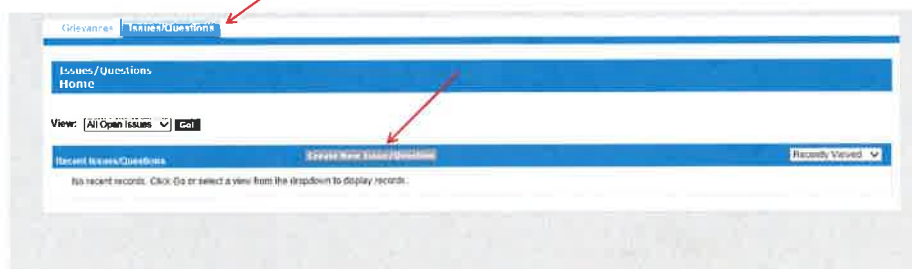 Grievances Issues/Questions
Issues/Questions
Home
View: All Open Issues Go!
Recent Issues/Questions Create New Issue/Question Recently Viewed
No recent records. Click Go or select a view from the dropdown to display records.